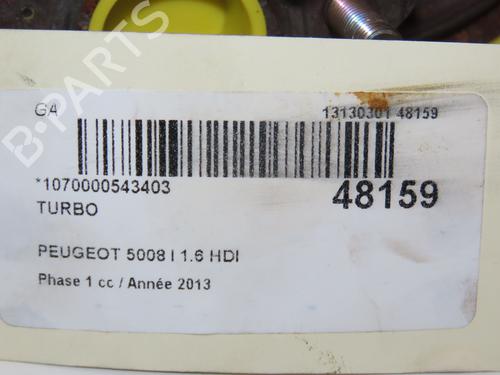 B-PARTS
GA
13130301 48159
*1070000543403
48159
TURBO
PEUGEOT 5008 I 1.6 HDI
Phase 1 cc / Année 2013